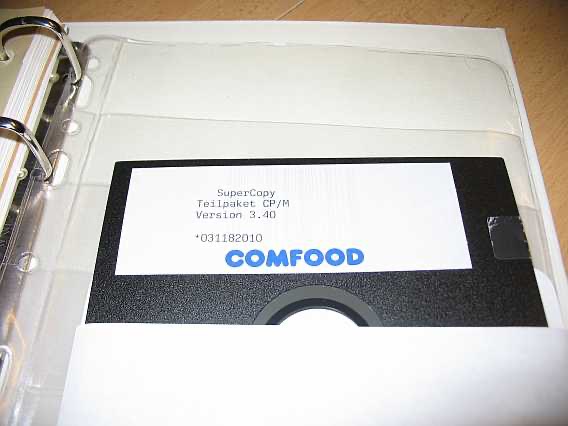 SuperCopy
Teilpaket CP/M
Version 3.40
*031182010
COMFOOD